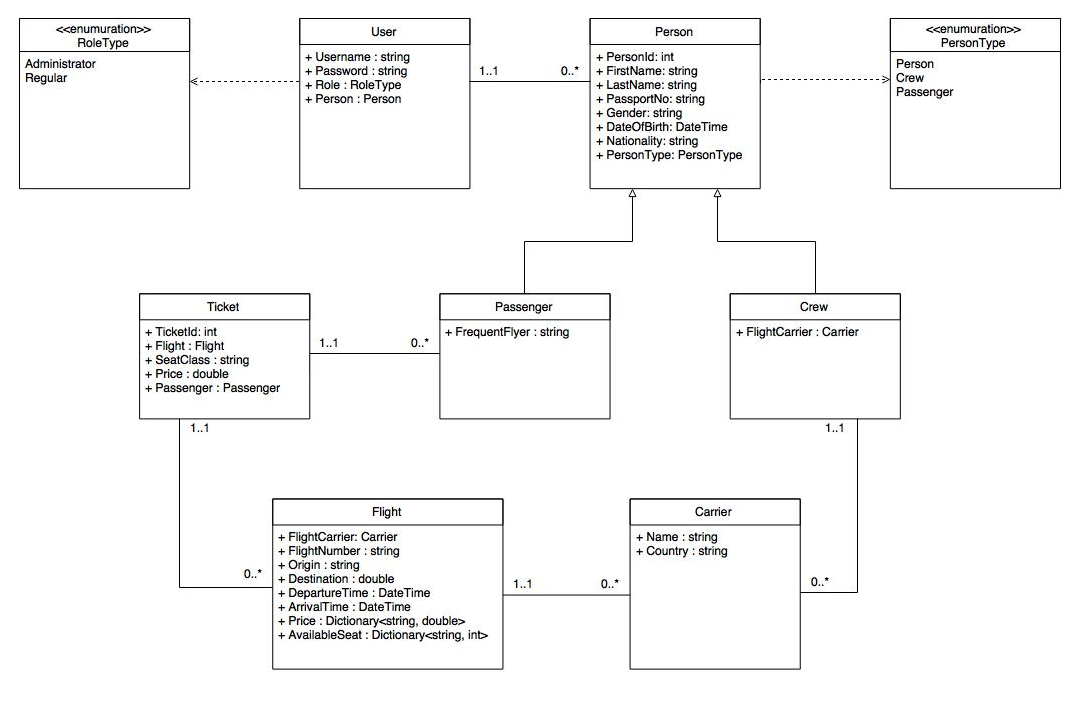 <<enumuration>>
RoleType
Administrator
Regular
User
+ Username : string
+ Password : string
+ Role : RoleType
+ Person : Person
1..1
0..*
Person
+ PersonId: int
+ FirstName: string
+ LastName: string
+ PassportNo: string
+ Gender: string
+ DateOfBirth: DateTime
+ Nationality: string
+ PersonType: PersonType
<<enumuration>>
PersonType
Person
Crew
Passenger
Ticket
+ TicketId: int
+ Flight : Flight
+ SeatClass : string
+ Price : double
+ Passenger : Passenger
1..1
0..*
Passenger
+ FrequentFlyer : string
Crew
+ FlightCarrier : Carrier
1..1
1..1
0..*
Flight
+ FlightCarrier: Carrier
+ FlightNumber : string
+ Origin : string
+ Destination : double
+ DepartureTime : DateTime
+ ArrivalTime : DateTime
+ Price : Dictionary<string, double>
+ AvailableSeat : Dictionary<string, int>
1..1
0..*
Carrier
+ Name : string
+ Country : string
0..*